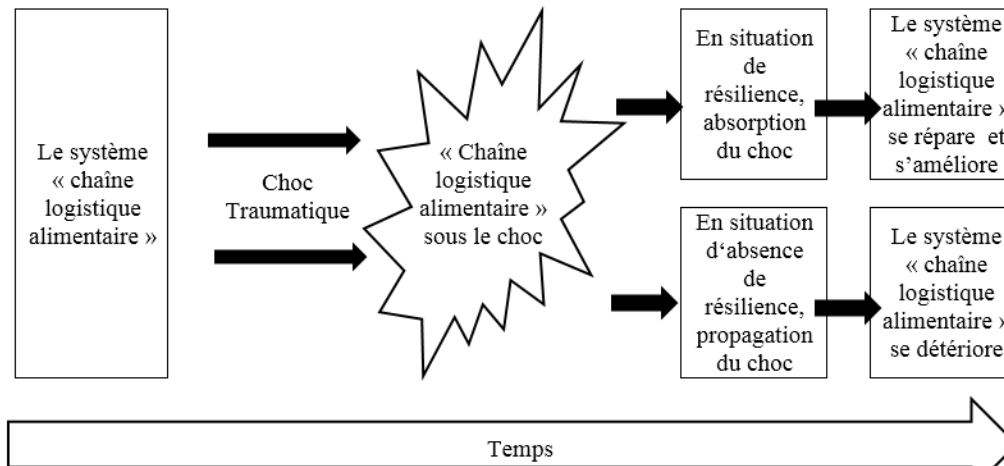 Le système
« chaîne
logistique
alimentaire »
Choc
Traumatique
« Chaîne
logistique
alimentaire »
sous le choc
En situation
de
résilience,
absorption
du choc
Le système
« chaîne
logistique
alimentaire »
se répare et
s’améliore
En situation
d‘absence
de
résilience,
propagation
du choc
Le système
« chaîne
logistique
alimentaire »
se détériore
Temps